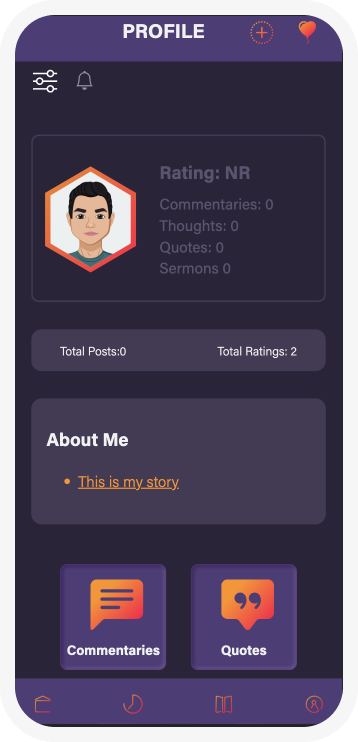 PROFILE
Rating: NR
Commentaries: 0
Thoughts: 0
Quotes: 0
Sermons 0
Total Posts:0 Total Ratings: 2
About Me
• This is my story
Commentaries Quotes